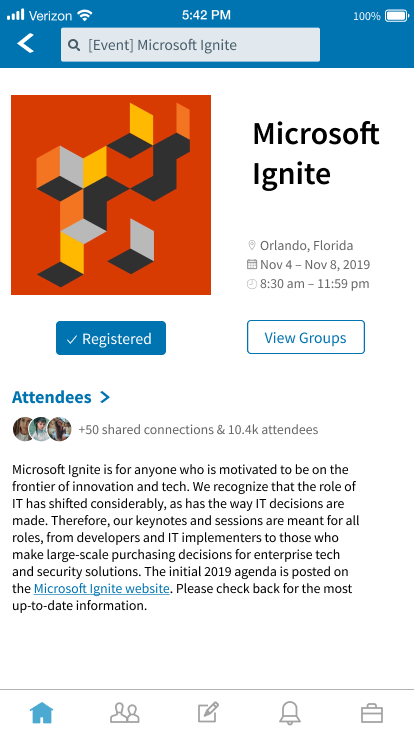 Verizon 5:42 PM 100%
[Event] Microsoft Ignite
Microsoft
Ignite
Orlando, Florida
Nov 4 – Nov 8, 2019
8:30 am – 11:59 pm
Registered
View Groups
Attendees
+50 shared connections & 10.4k attendees
Microsoft Ignite is for anyone who is motivated to be on the
frontier of innovation and tech. We recognize that the role of
IT has shifted considerably, as has the way IT decisions are
made. Therefore, our keynotes and sessions are meant for all
roles, from developers and IT implementers to those who
make large-scale purchasing decisions for enterprise tech
and security solutions. The initial 2019 agenda is posted on
the Microsoft Ignite website. Please check back for the most
up-to-date information.